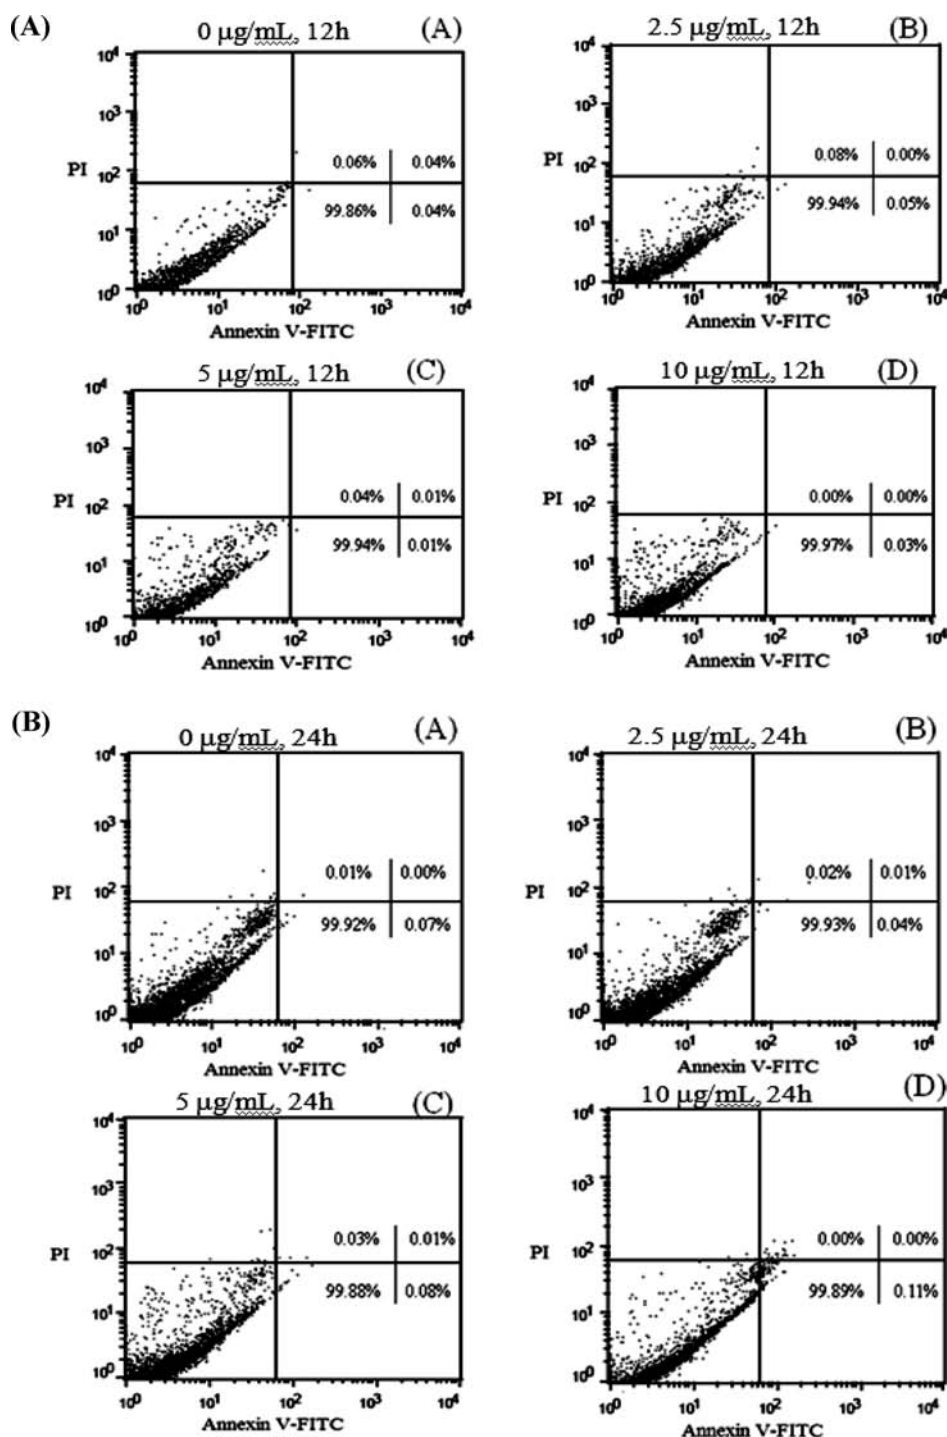 (A)
0 μg/mL, 12h (A)
2.5 μg/mL, 12h (B)
10⁴
10³
10²
10¹
10⁰
PI
0.06% 0.04%
99.86% 0.04%
10⁰ 10¹ 10² 10³ 10⁴
Annexin V-FITC
10⁴
10³
10²
10¹
10⁰
PI
0.08% 0.00%
99.94% 0.05%
10⁰ 10¹ 10² 10³ 10⁴
Annexin V-FITC
5 μg/mL, 12h (C)
10 μg/mL, 12h (D)
10⁴
10³
10²
10¹
10⁰
PI
0.04% 0.01%
99.94% 0.01%
10⁰ 10¹ 10² 10³ 10⁴
Annexin V-FITC
10⁴
10³
10²
10¹
10⁰
PI
0.00% 0.00%
99.97% 0.03%
10⁰ 10¹ 10² 10³ 10⁴
Annexin V-FITC
(B)
0 μg/mL, 24h (A)
2.5 μg/mL, 24h (B)
10⁴
10³
10²
10¹
10⁰
PI
0.01% 0.00%
99.92% 0.07%
10⁰ 10¹ 10² 10³ 10⁴
Annexin V-FITC
10⁴
10³
10²
10¹
10⁰
PI
0.02% 0.01%
99.93% 0.04%
10⁰ 10¹ 10² 10³ 10⁴
Annexin V-FITC
5 μg/mL, 24h (C)
10 μg/mL, 24h (D)
10⁴
10³
10²
10¹
10⁰
PI
0.03% 0.01%
99.88% 0.08%
10⁰ 10¹ 10² 10³ 10⁴
Annexin V-FITC
10⁴
10³
10²
10¹
10⁰
PI
0.00% 0.00%
99.89% 0.11%
10⁰ 10¹ 10² 10³ 10⁴
Annexin V-FITC